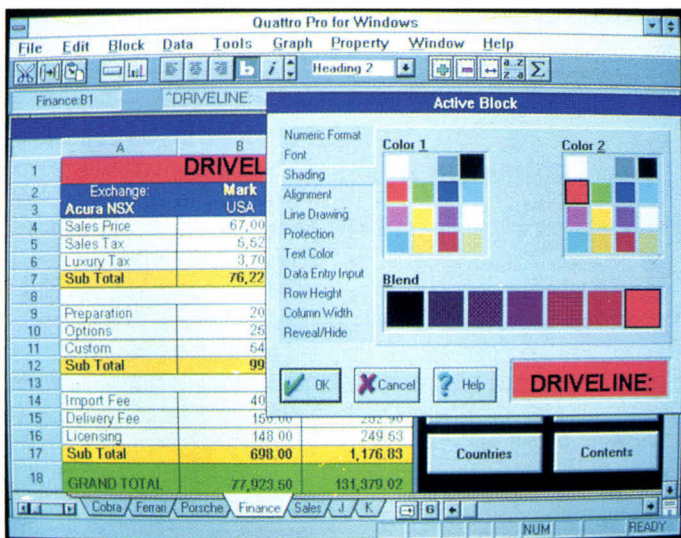 Quattro Pro for Windows
File Edit Block Data Tools Graph Property Window Help
b i Heading 2 a..z z..a Σ
Finance:B1 ^DRIVELINE:
Active Block
Numeric Format
Font
Shading
Alignment
Line Drawing
Protection
Text Color
Data Entry Input
Row Height
Column Width
Reveal/Hide
Color 1 Color 2
Blend
OK Cancel ? Help DRIVELINE:
A B
1 DRIVEL
2 Exchange: Mark
3 Acura NSX USA
4 Sales Price 67,00
5 Sales Tax 5,52
6 Luxury Tax 3,70
7 Sub Total 76,22
8
9 Preparation 20
10 Options 25
11 Custom 54
12 Sub Total 99
13
14 Import Fee 40
15 Delivery Fee
16 Licensing 148.00 249.63
17 Sub Total 698.00 1,176.83
18 GRAND TOTAL 77,923.50 131,379.02
Countries Contents
Cobra Ferrari Porsche Finance Sales J K G
NUM READY